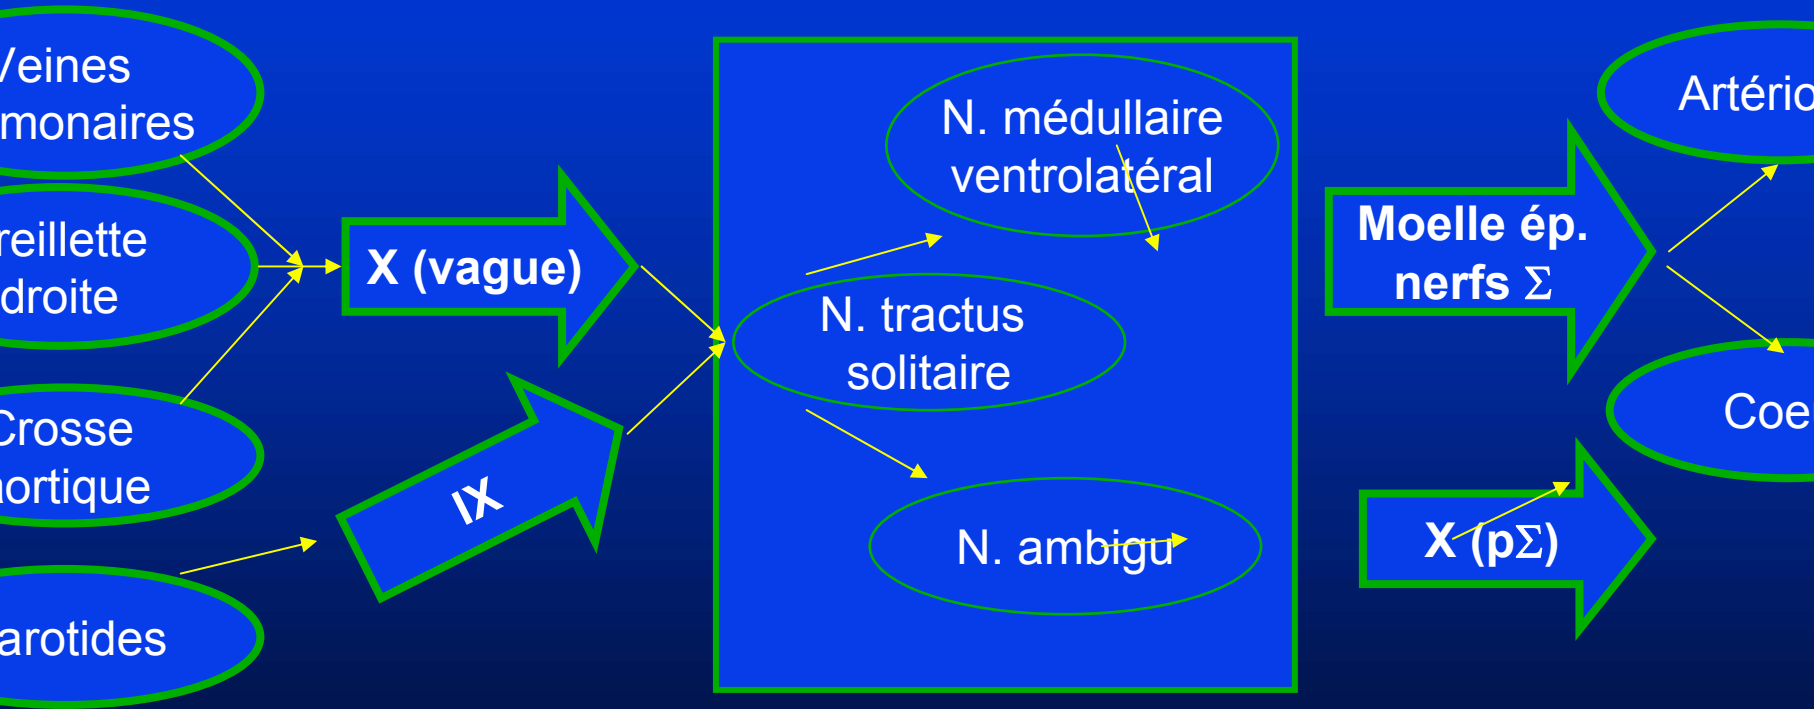 Veines
monaires
reillette
droite
Crosse
aortique
arotides
X (vague)
IX
N. médullaire
ventrolatéral
N. tractus
solitaire
N. ambigu
Moelle ép.
nerfs Σ
X (pΣ)
Artério
Coe